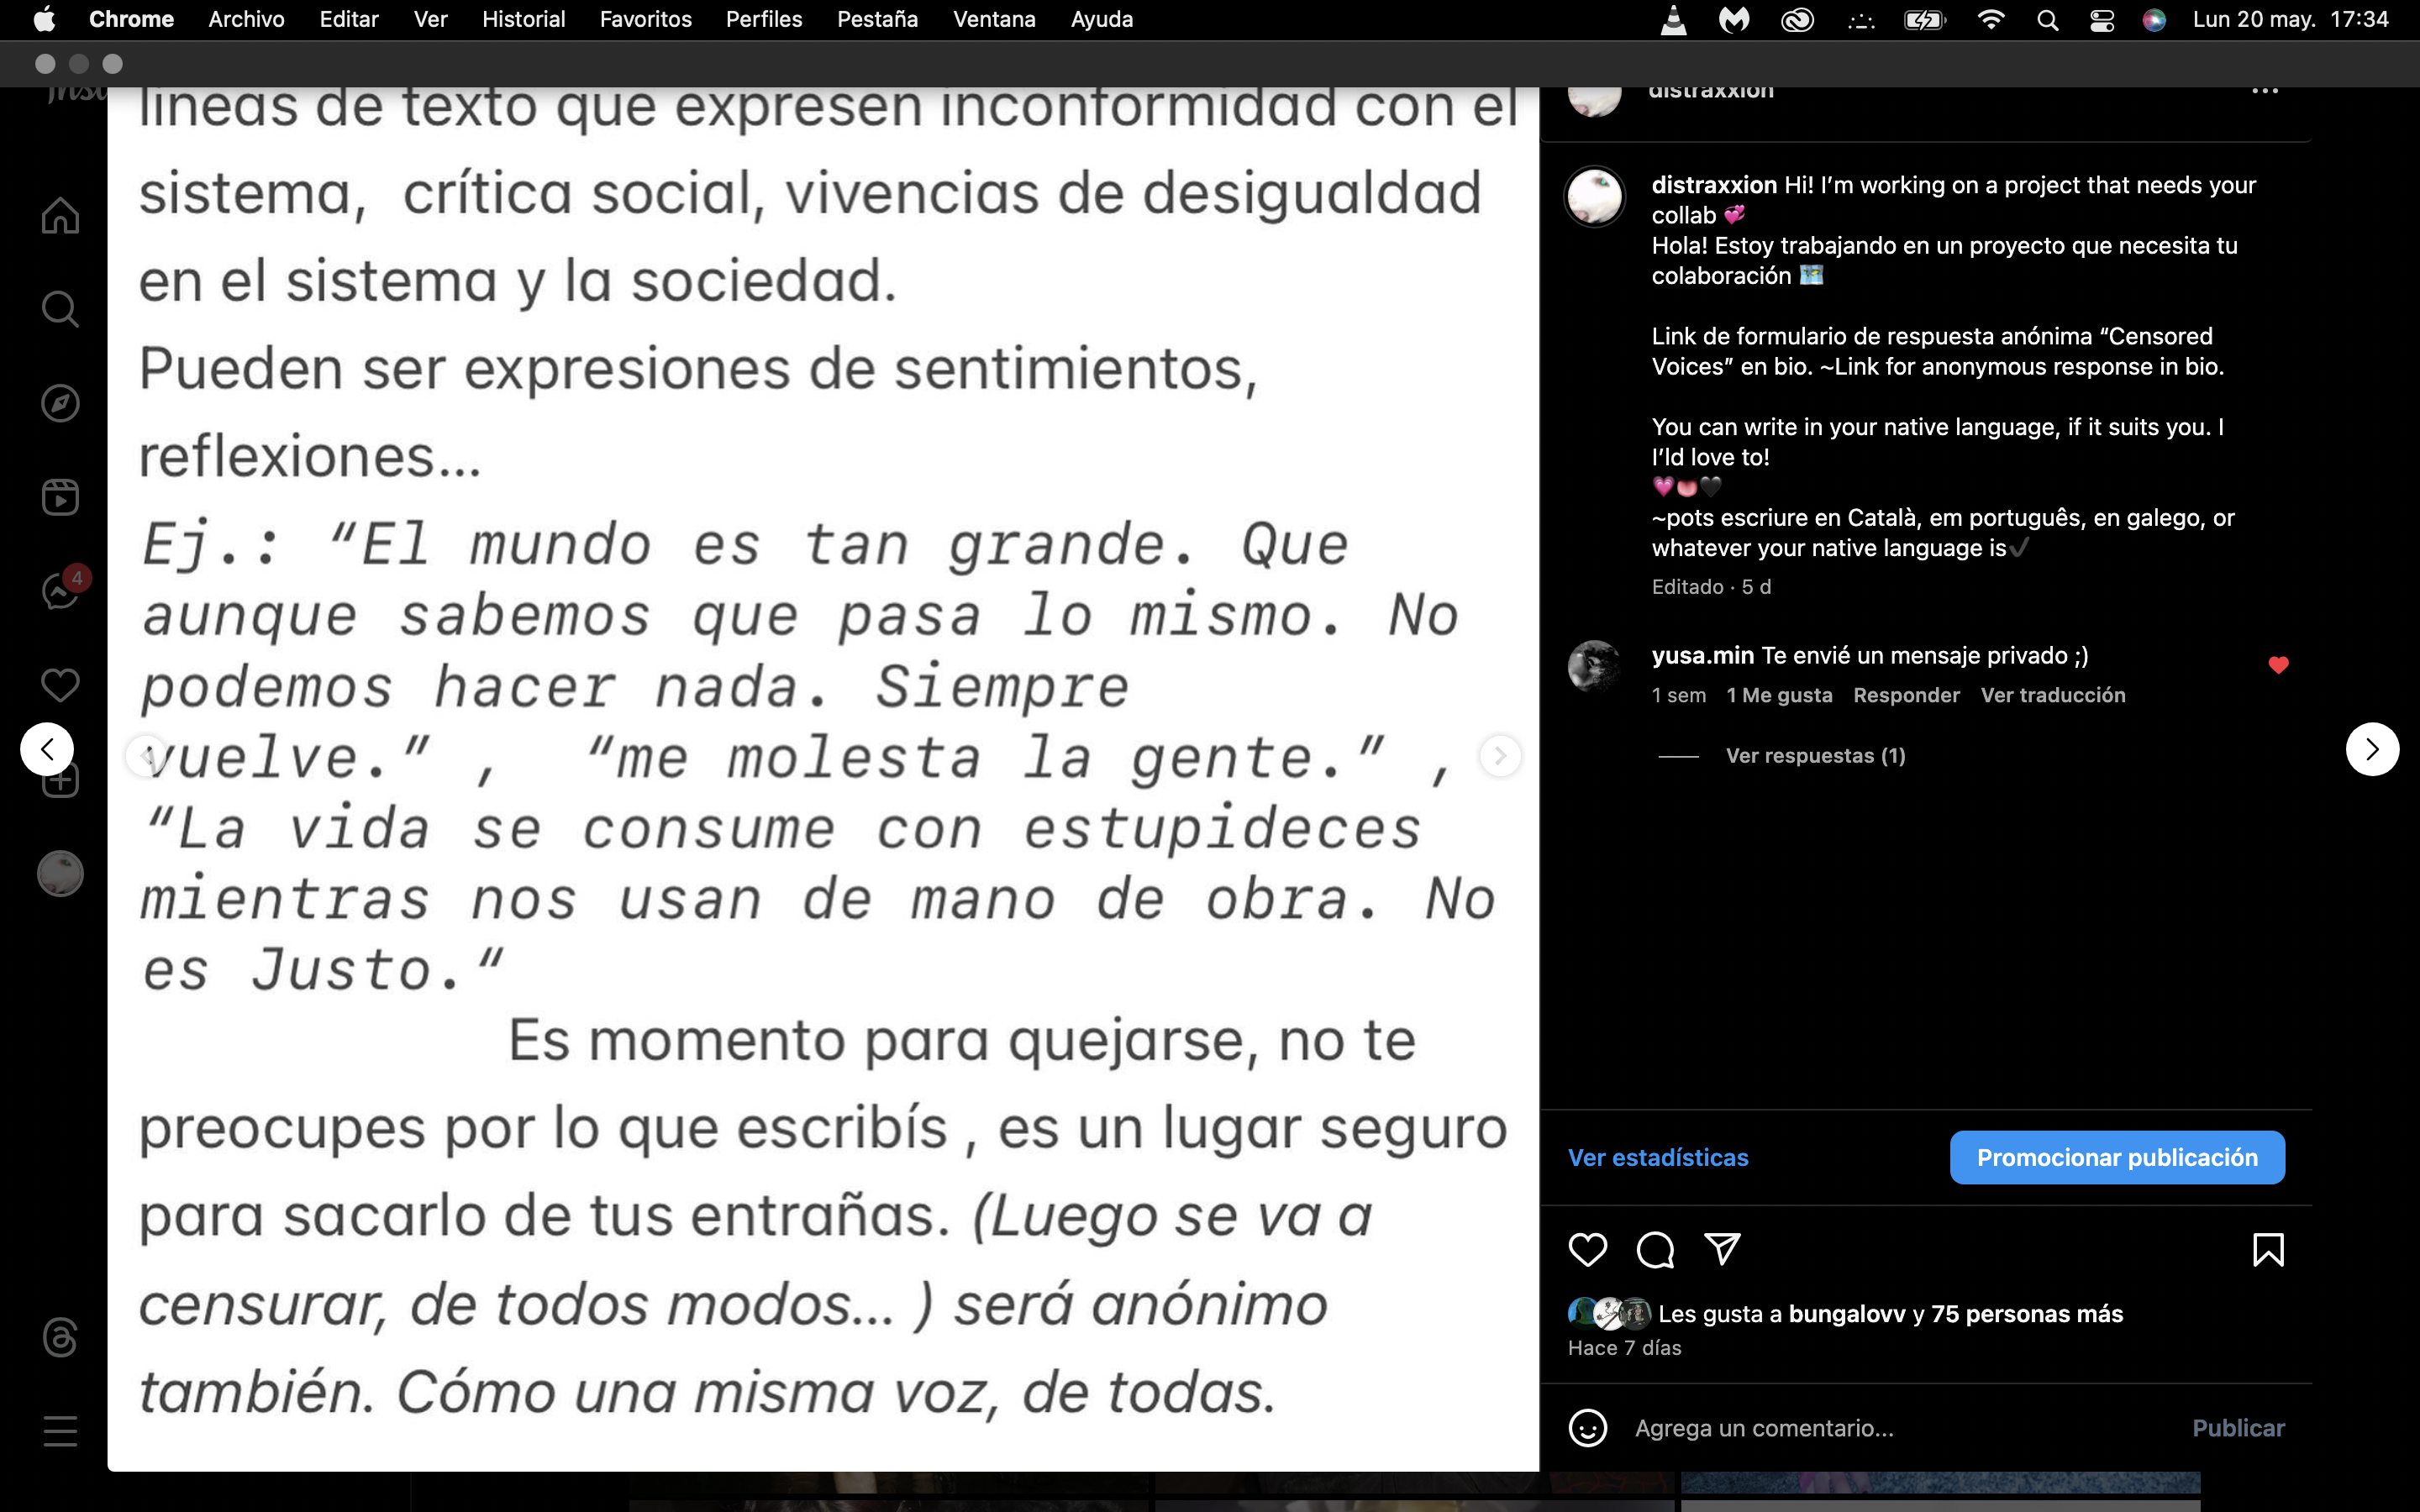 Chrome Archivo Editar Ver Historial Favoritos Perfiles Pestaña Ventana Ayuda
Lun 20 may. 17:34
líneas de texto que expresen inconformidad con el
sistema, crítica social, vivencias de desigualdad
en el sistema y la sociedad.
Pueden ser expresiones de sentimientos,
reflexiones...
Ej.: “El mundo es tan grande. Que
aunque sabemos que pasa lo mismo. No
podemos hacer nada. Siempre
vuelve.” , “me molesta la gente.” ,
“La vida se consume con estupideces
mientras nos usan de mano de obra. No
es Justo.“
Es momento para quejarse, no te
preocupes por lo que escribís , es un lugar seguro
para sacarlo de tus entrañas. (Luego se va a
censurar, de todos modos... ) será anónimo
también. Cómo una misma voz, de todas.
4
distraxxion
distraxxion Hi! I’m working on a project that needs your
collab 💞
Hola! Estoy trabajando en un proyecto que necesita tu
colaboración
Link de formulario de respuesta anónima “Censored
Voices” en bio. ~Link for anonymous response in bio.
You can write in your native language, if it suits you. I
I’ld love to!
💗👅🖤
~pots escriure en Català, em português, en galego, or
whatever your native language is✔
Editado · 5 d
yusa.min Te envié un mensaje privado ;)
1 sem 1 Me gusta Responder Ver traducción
Ver respuestas (1)
Ver estadísticas
Promocionar publicación
Les gusta a bungalovv y 75 personas más
Hace 7 días
Agrega un comentario...
Publicar